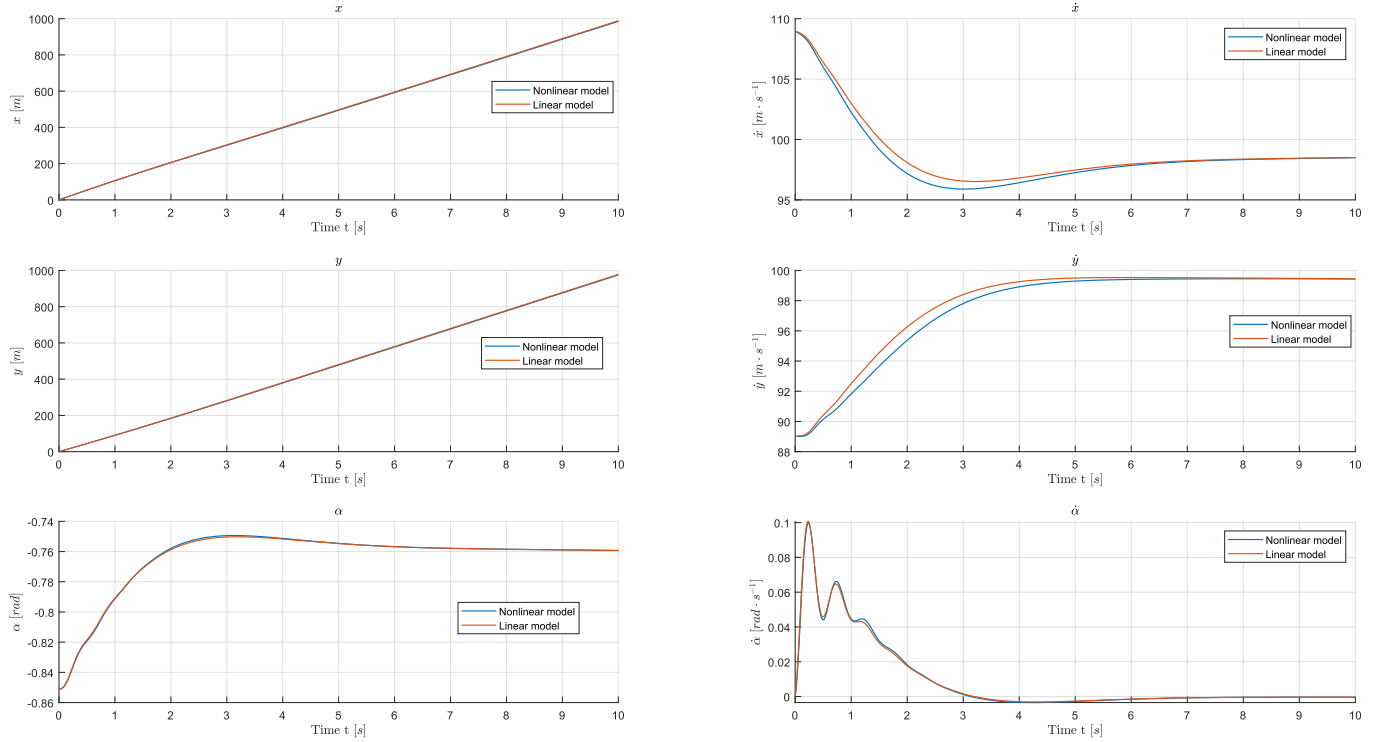 x
1000
800
600
400
200
0
x [m]
Nonlinear model
Linear model
0 1 2 3 4 5 6 7 8 9 10
Time t [s]
ẋ
110
105
100
95
ẋ [m · s⁻¹]
Nonlinear model
Linear model
0 1 2 3 4 5 6 7 8 9 10
Time t [s]
y
1000
800
600
400
200
0
y [m]
Nonlinear model
Linear model
0 1 2 3 4 5 6 7 8 9 10
Time t [s]
ẏ
100
98
96
94
92
90
88
ẏ [m · s⁻¹]
Nonlinear model
Linear model
0 1 2 3 4 5 6 7 8 9 10
Time t [s]
α
-0.74
-0.76
-0.78
-0.8
-0.82
-0.84
-0.86
α [rad]
Nonlinear model
Linear model
0 1 2 3 4 5 6 7 8 9 10
Time t [s]
α̇
0.1
0.08
0.06
0.04
0.02
0
α̇ [rad · s⁻¹]
Nonlinear model
Linear model
0 1 2 3 4 5 6 7 8 9 10
Time t [s]